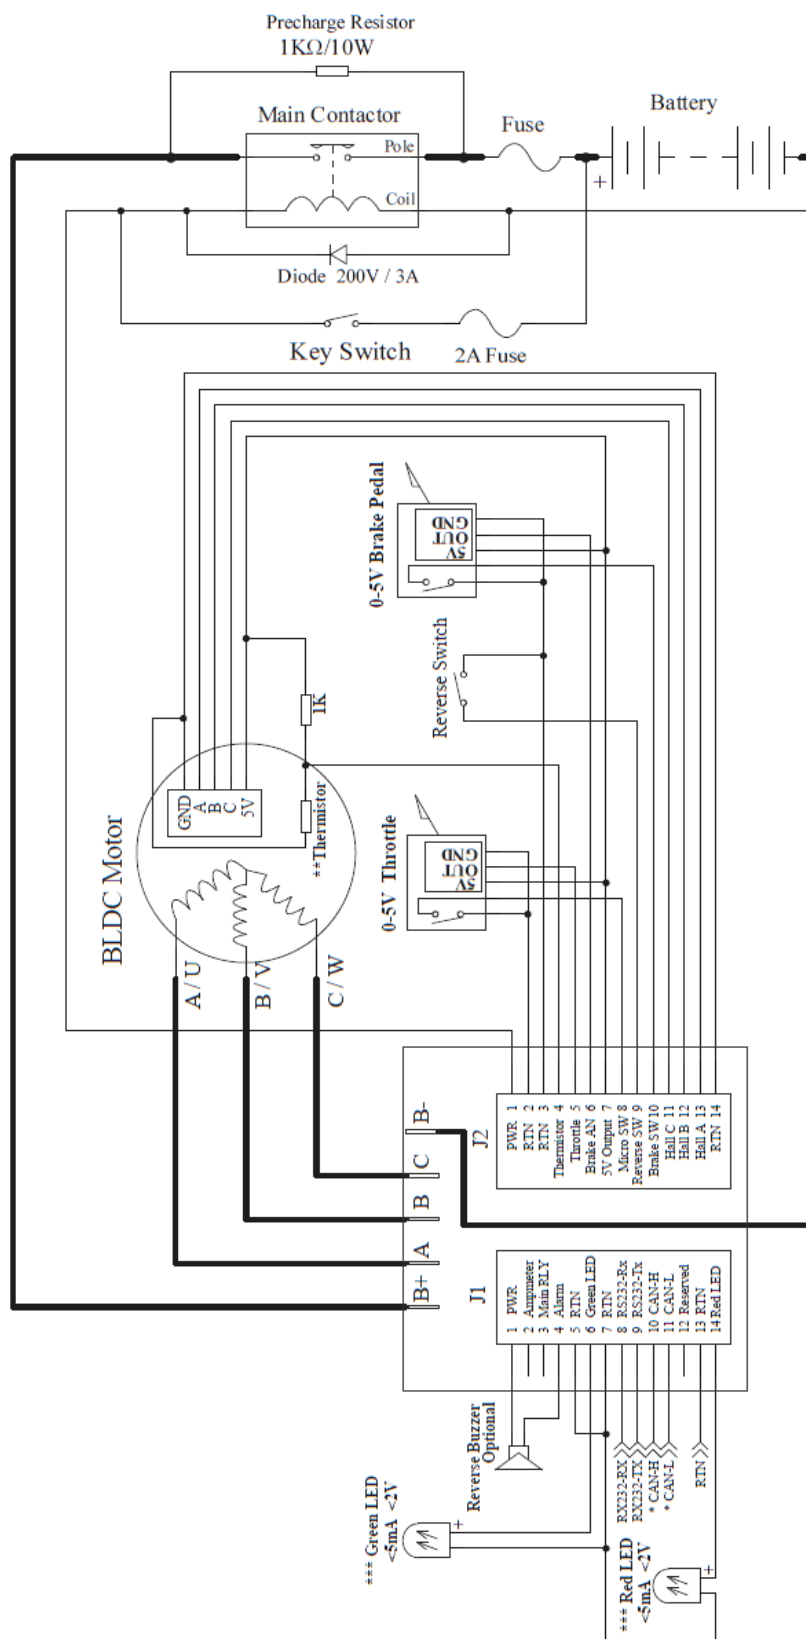 Precharge Resistor
1KΩ/10W
Main Contactor
Pole
Coil
Fuse
Battery
+
Diode 200V / 3A
Key Switch
2A Fuse
0-5V Brake Pedal
GND
OUT
5V
Reverse Switch
1K
BLDC Motor
GND
A
B
C
5V
**Thermistor
0-5V Throttle
GND
OUT
5V
A / U
B / V
C / W
B-
C
B
A
B+
J2
PWR 1
RTN 2
RTN 3
Thermistor 4
Throttle 5
Brake AN 6
5V Output 7
Micro SW 8
Reverse SW 9
Brake SW 10
Hall C 11
Hall B 12
Hall A 13
RTN 14
J1
1 PWR
2 Ampmeter
3 Main RLY
4 Alarm
5 RTN
6 Green LED
7 RTN
8 RS232-Rx
9 RS232-Tx
10 CAN-H
11 CAN-L
12 Reserved
13 RTN
14 Red LED
Reverse Buzzer
Optional
*** Green LED
<5mA <2V
+
RX232-RX
RX232-TX
* CAN-H
* CAN-L
RTN
*** Red LED
<5mA <2V
+